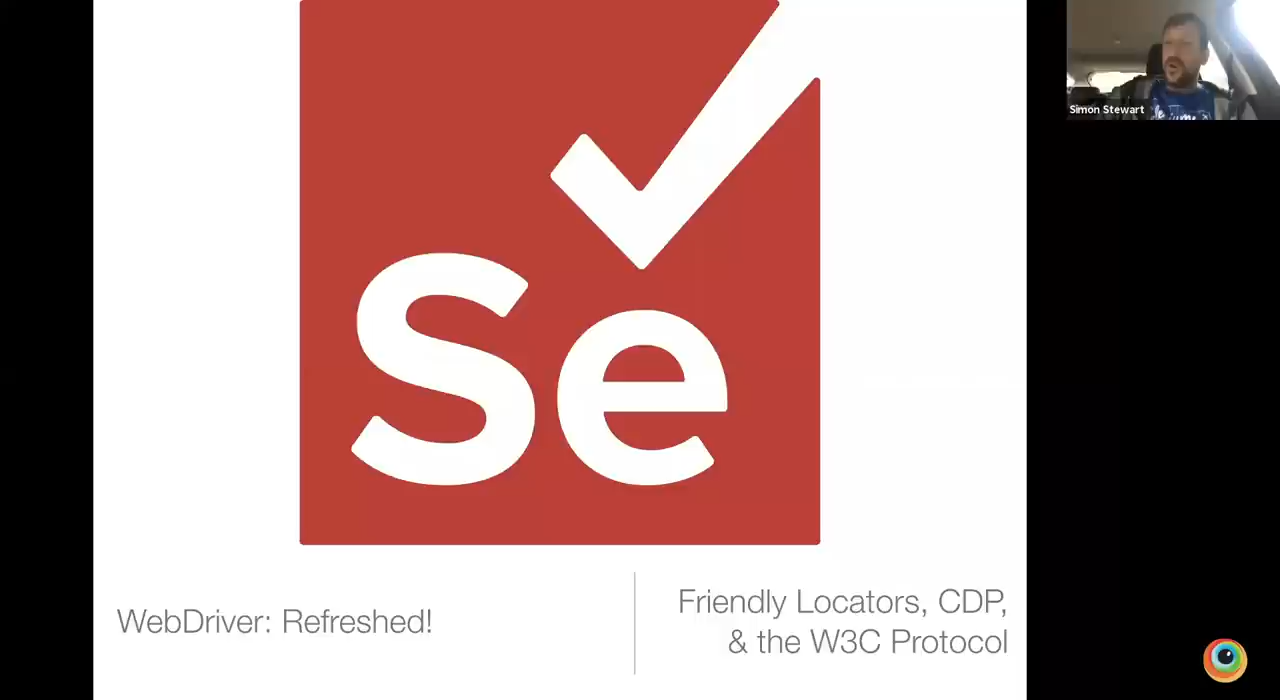 Se
WebDriver: Refreshed!
Friendly Locators, CDP,
& the W3C Protocol
Simon Stewart